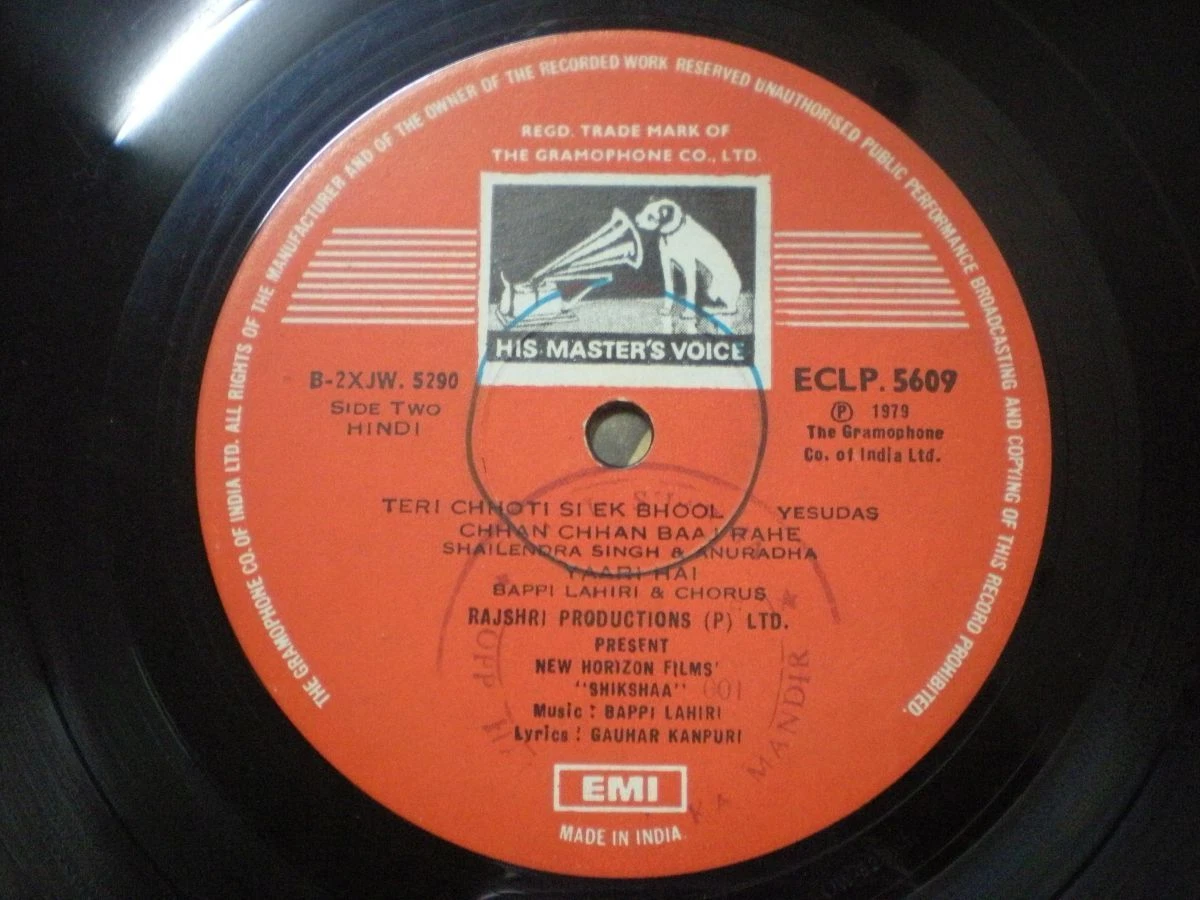 THE GRAMOPHONE CO. OF INDIA LTD. ALL RIGHTS OF THE MANUFACTURER AND OF THE OWNER OF THE RECORDED WORK RESERVED UNAUTHORISED PUBLIC PERFORMANCE BROADCASTING AND COPYING OF THIS RECORD PROHIBITED.
REGD. TRADE MARK OF
THE GRAMOPHONE CO., LTD.
HIS MASTER'S VOICE
B-2XJW. 5290
SIDE TWO
HINDI
ECLP. 5609
Ⓟ 1979
The Gramophone
Co. of India Ltd.
TERI CHHOTI SI EK BHOOL YESUDAS
CHHAN CHHAN BAAJ RAHE
SHAILENDRA SINGH & ANURADHA
YAARI HAI
BAPPI LAHIRI & CHORUS
RAJSHRI PRODUCTIONS (P) LTD.
PRESENT
NEW HORIZON FILMS'
"SHIKSHAA"
Music : BAPPI LAHIRI
Lyrics : GAUHAR KANPURI
OPP
001
KA MANDIR
EMI
MADE IN INDIA